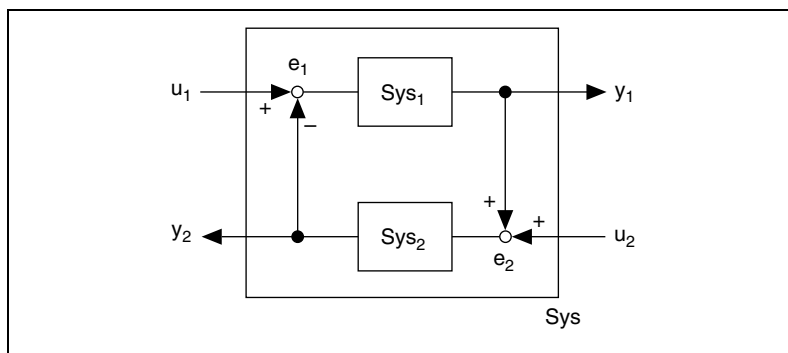 u1 + e1 Sys1 y1
−
y2 Sys2 + + u2
e2
Sys